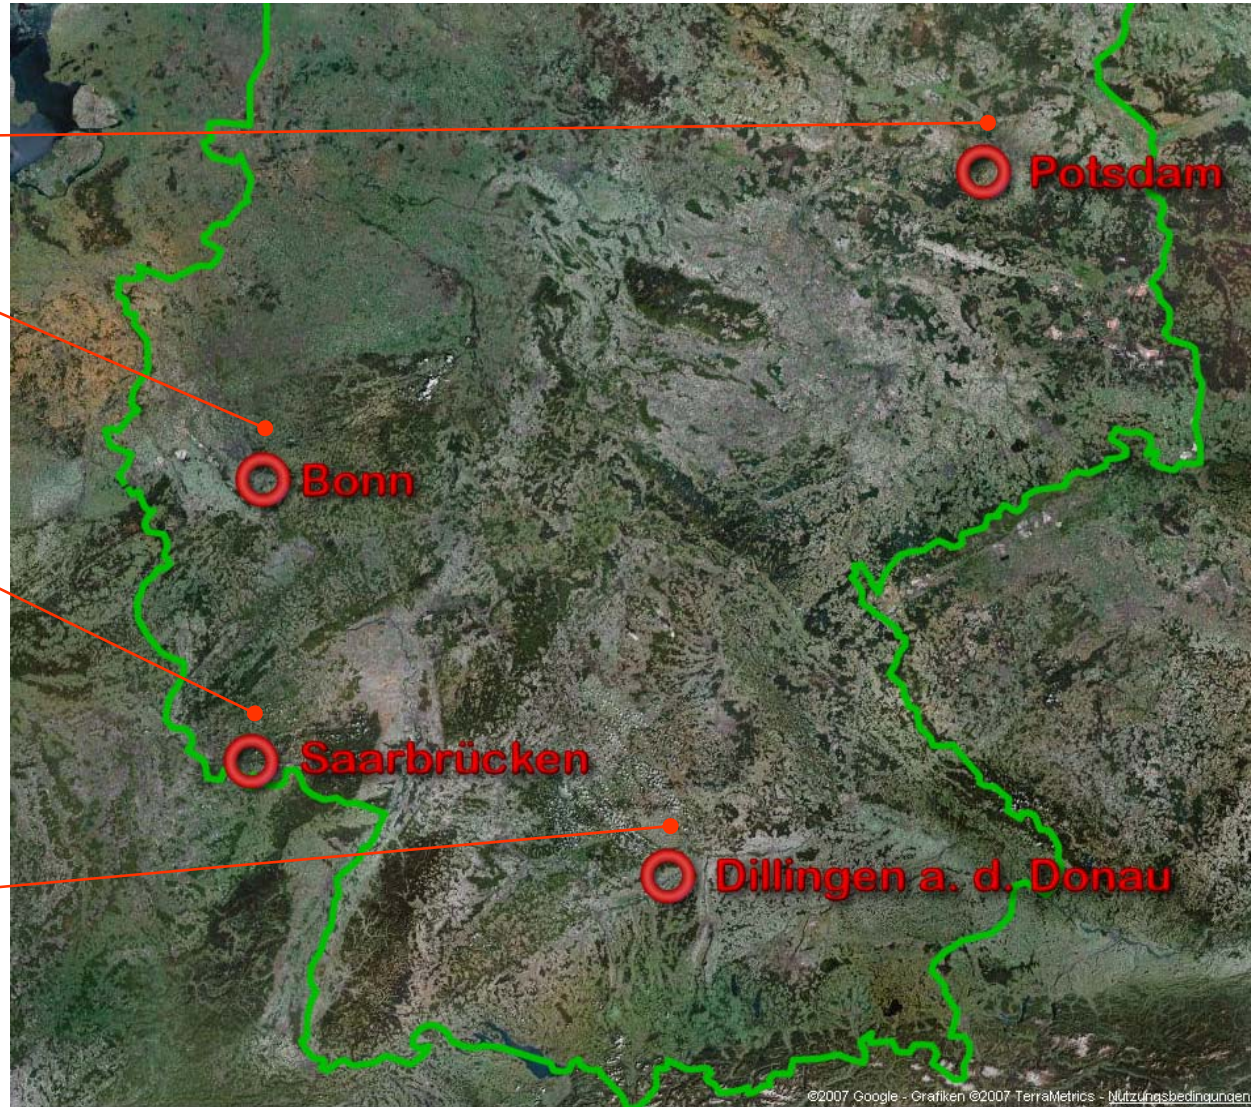 Potsdam
Bonn
Saarbrücken
Dillingen a. d. Donau
©2007 Google - Grafiken ©2007 TerraMetrics - Nutzungsbedingungen